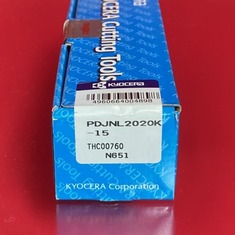 KYOCERA Cutting Tools
KYOCERA
4960664004898
PDJNL2020K
-15
THC00760
N651
KYOCERA Corporation